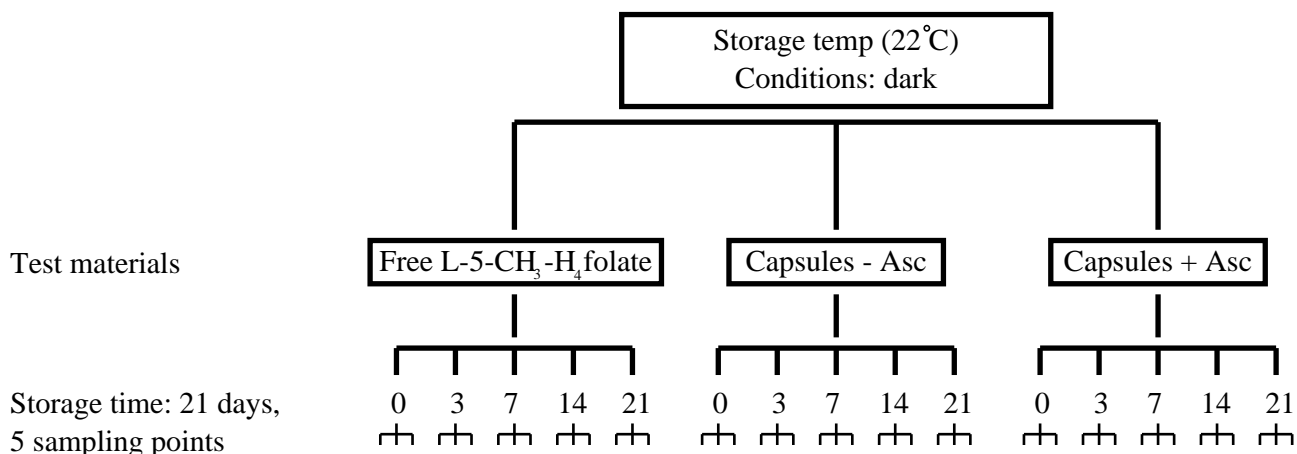 Storage temp (22°C)
Conditions: dark
Test materials
Free L-5-CH₃-H₄folate
Capsules - Asc
Capsules + Asc
Storage time: 21 days,
5 sampling points
0 3 7 14 21
0 3 7 14 21
0 3 7 14 21